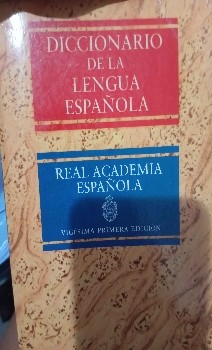 DICCIONARIO
DE LA
LENGUA
ESPAÑOLA
REAL ACADEMIA
ESPAÑOLA
VIGÉSIMA PRIMERA EDICIÓN